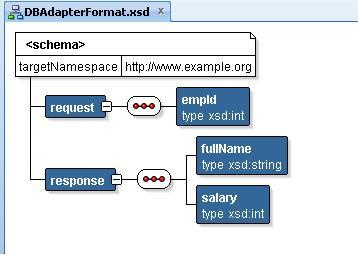 DBAdapterFormat.xsd
<schema>
targetNamespace http://www.example.org
request
empId
type xsd:int
response
fullName
type xsd:string
salary
type xsd:int